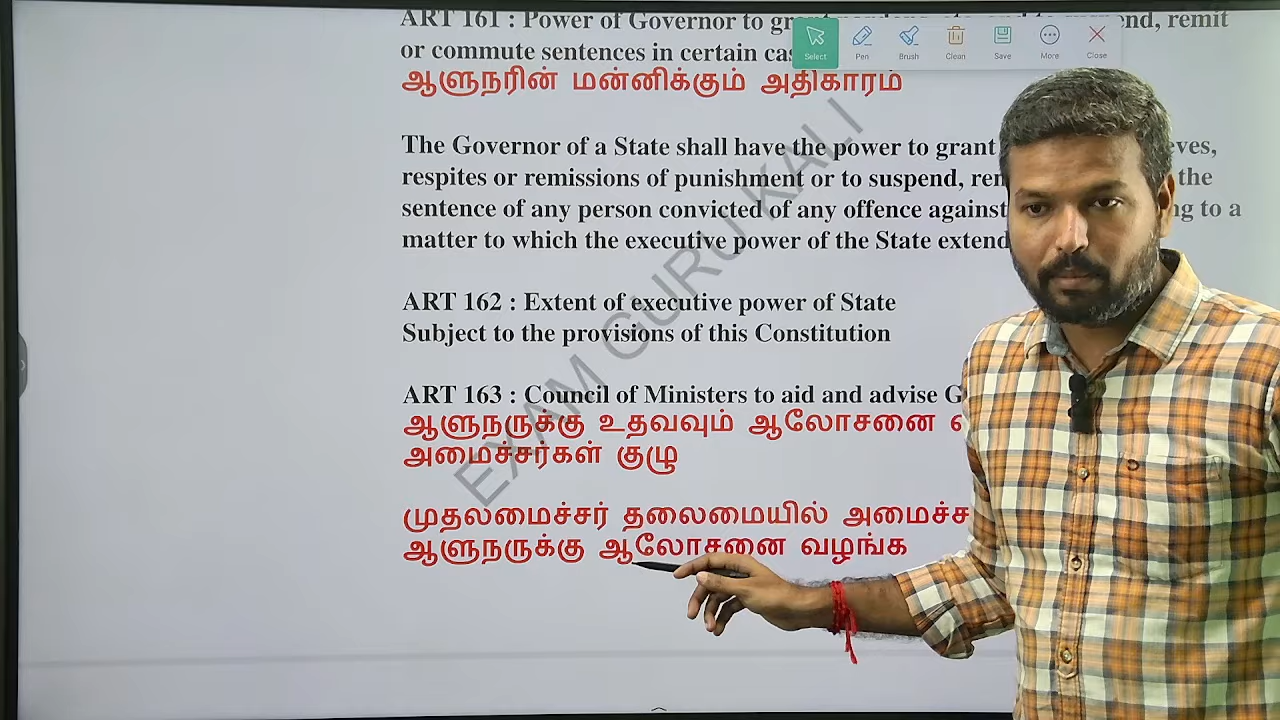 ART 161 : Power of Governor to end, remit
or commute sentences in certain
ஆளுநரின் மன்னிக்கும் அதிகாரம்
Select Pen Brush Clean Save More Close
The Governor of a State shall have the power to grant
respites or remissions of punishment or to suspend, the
sentence of any person convicted of any offence against to a
matter to which the executive power of the State
ART 162 : Extent of executive power of State
Subject to the provisions of this Constitution
ART 163 : Council of Ministers to aid and advise
ஆளுநருக்கு உதவவும் ஆலோசனை
அமைச்சர்கள் குழு
முதலமைச்சர் தலைமையில்
ஆளுநருக்கு ஆலோசனை வழங்க
EXAM GURU KALI